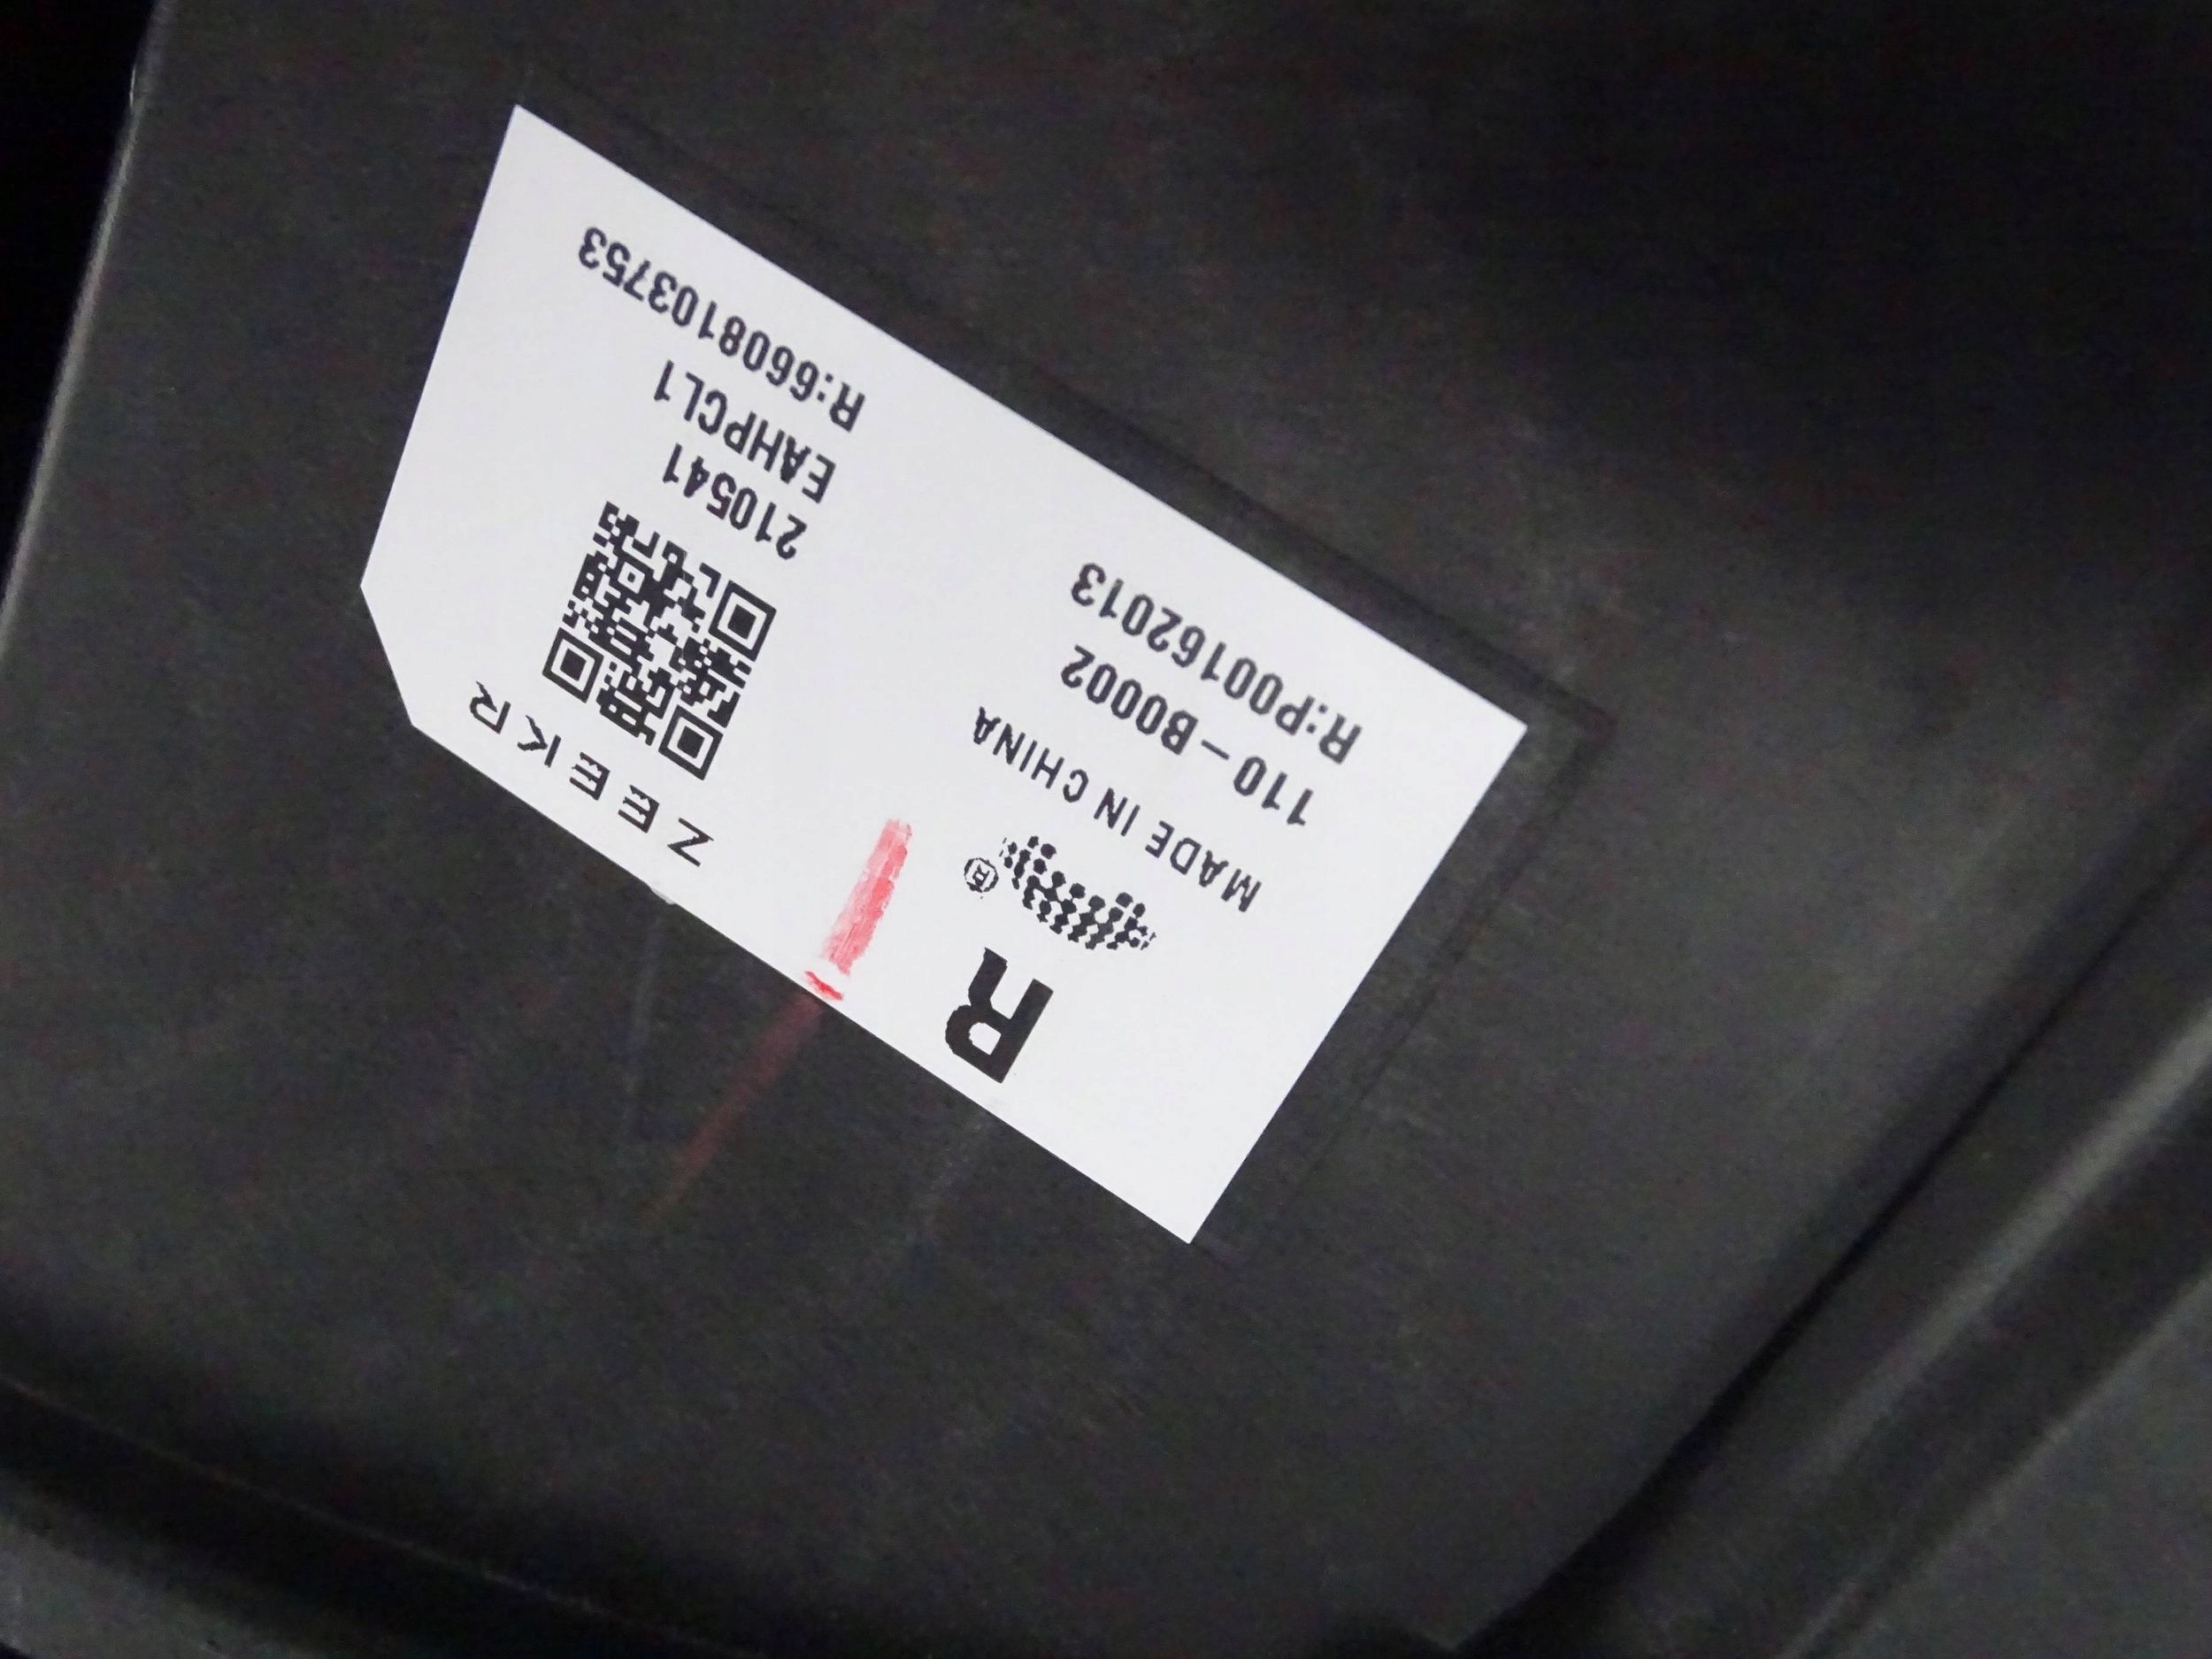 R
®
MADE IN CHINA
110-B0002
R:P00162013
ZEEKR
210541
EAHPCL1
R:6608103753